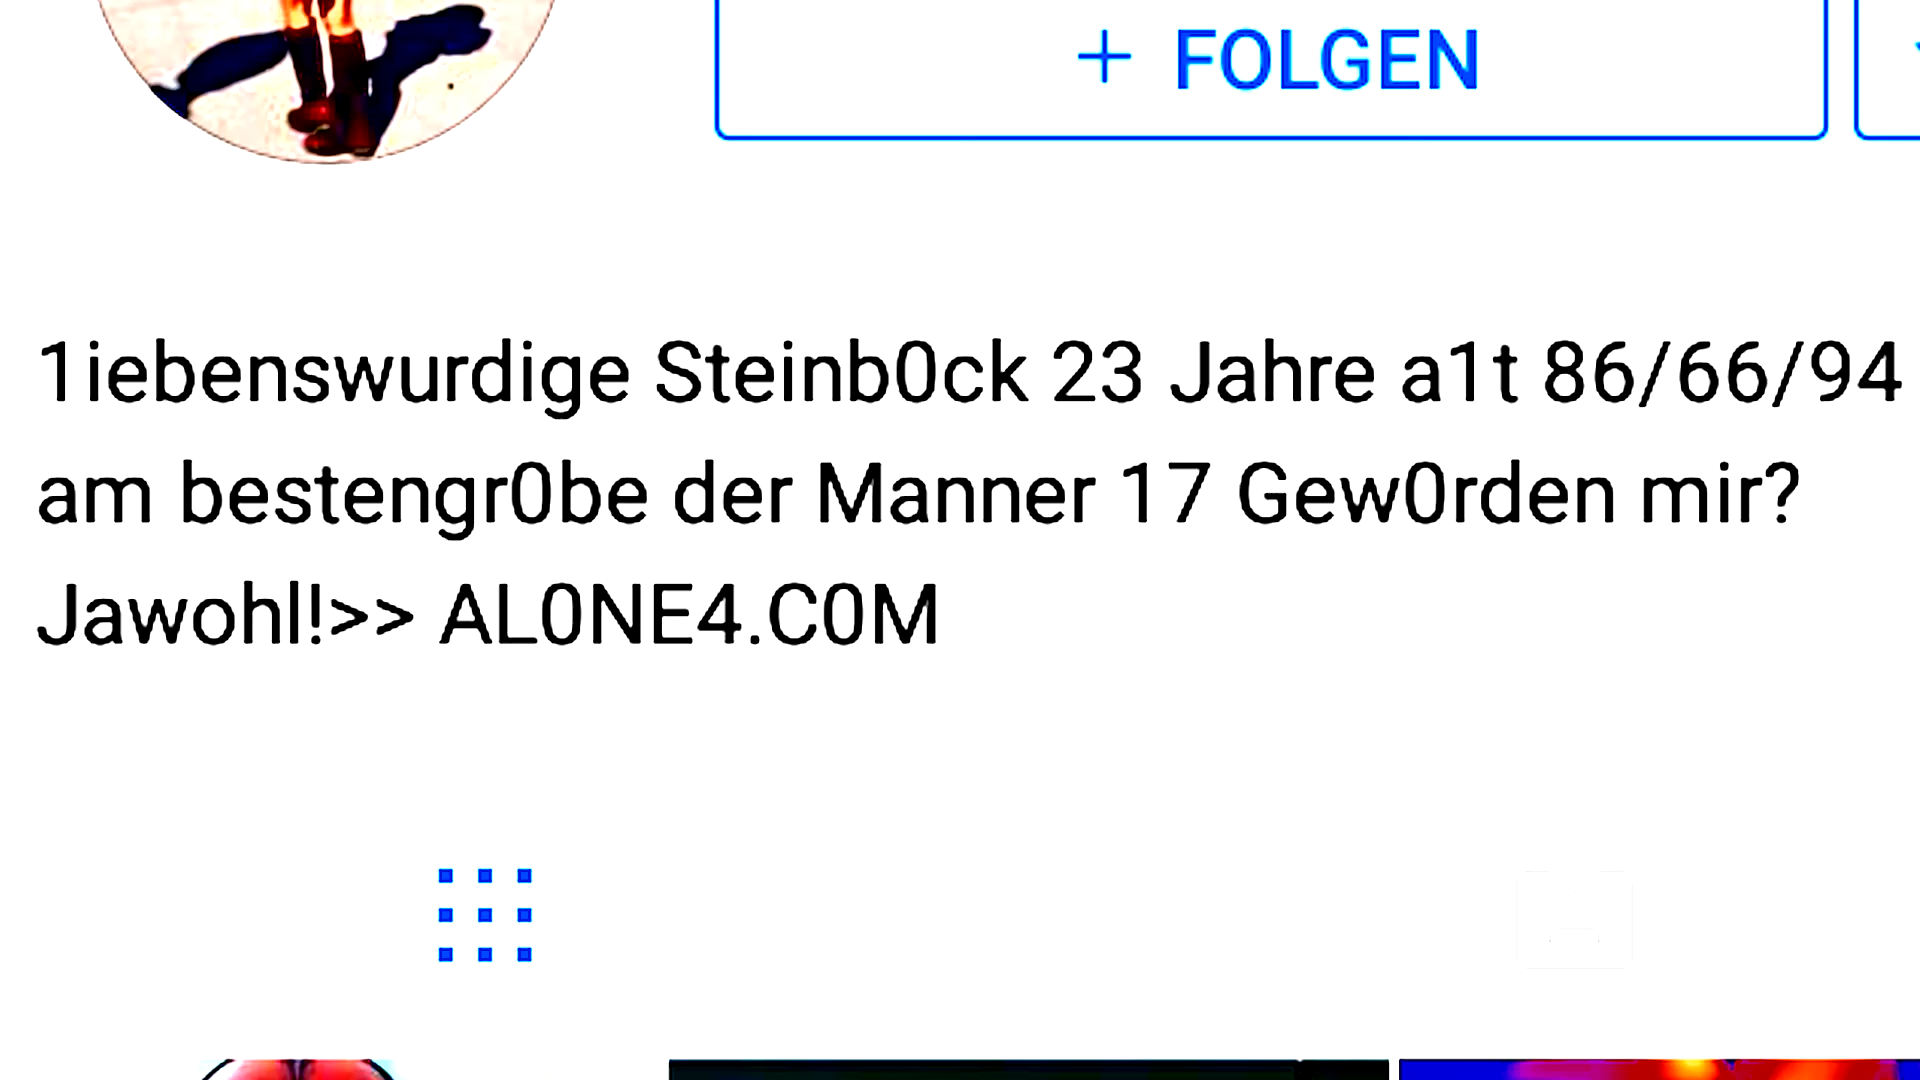 + FOLGEN
1iebenswurdige Steinb0ck 23 Jahre a1t 86/66/94
am bestengr0be der Manner 17 Gew0rden mir?
Jawohl!>> AL0NE4.C0M